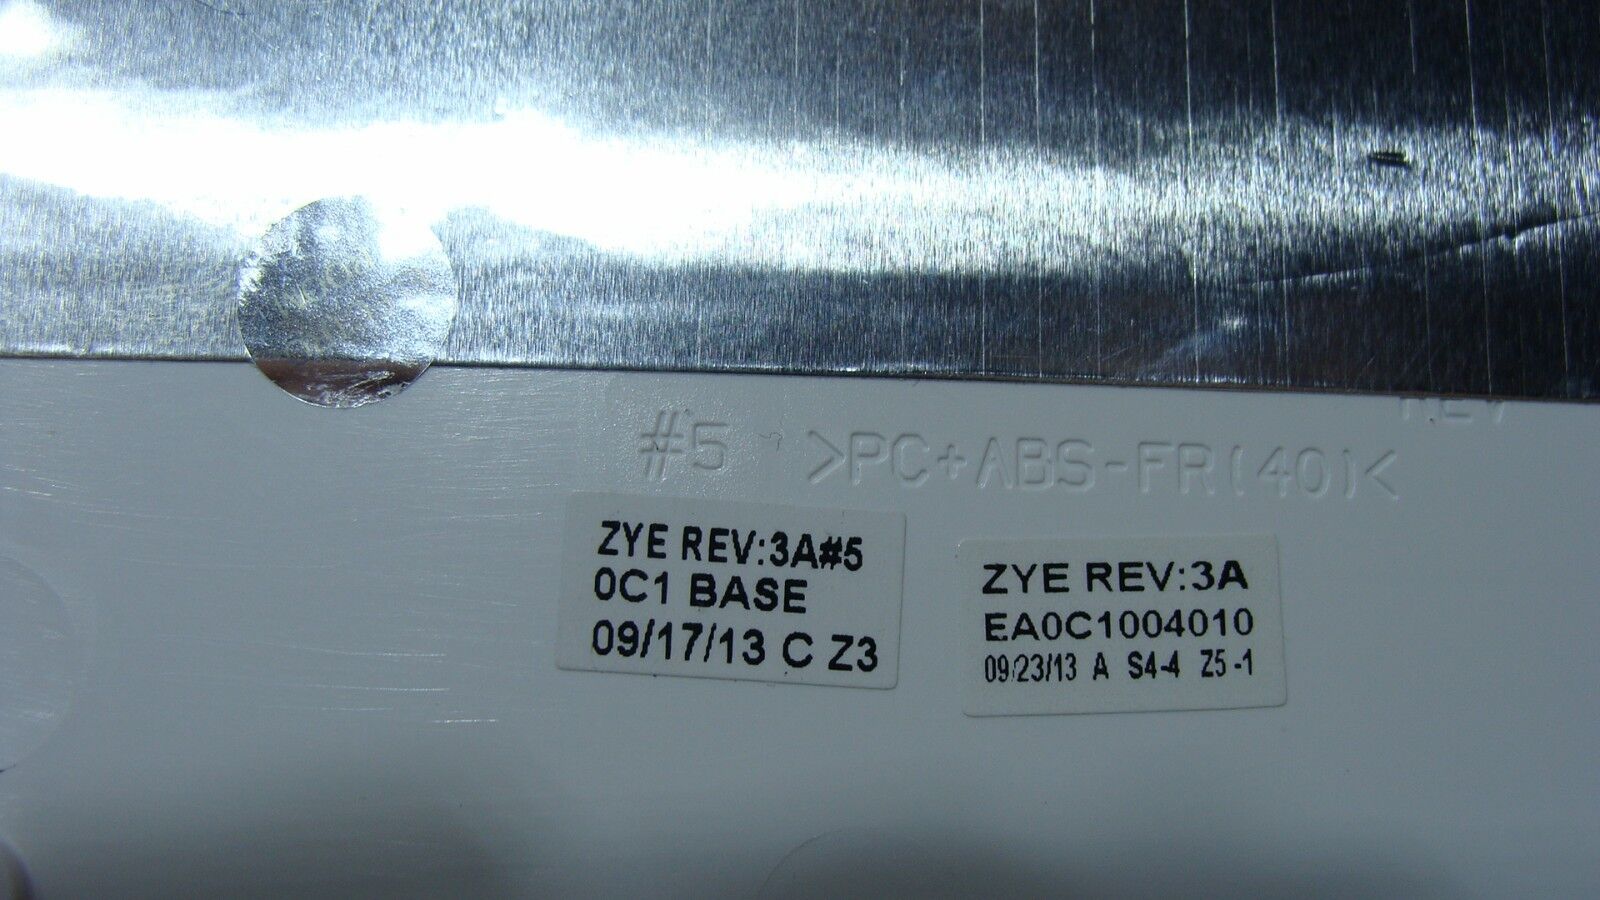 #5 >PC+ABS-FR(40)<
ZYE REV:3A#5
0C1 BASE
09/17/13 C Z3
ZYE REV:3A
EA0C1004010
09/23/13 A S4-4 Z5-1